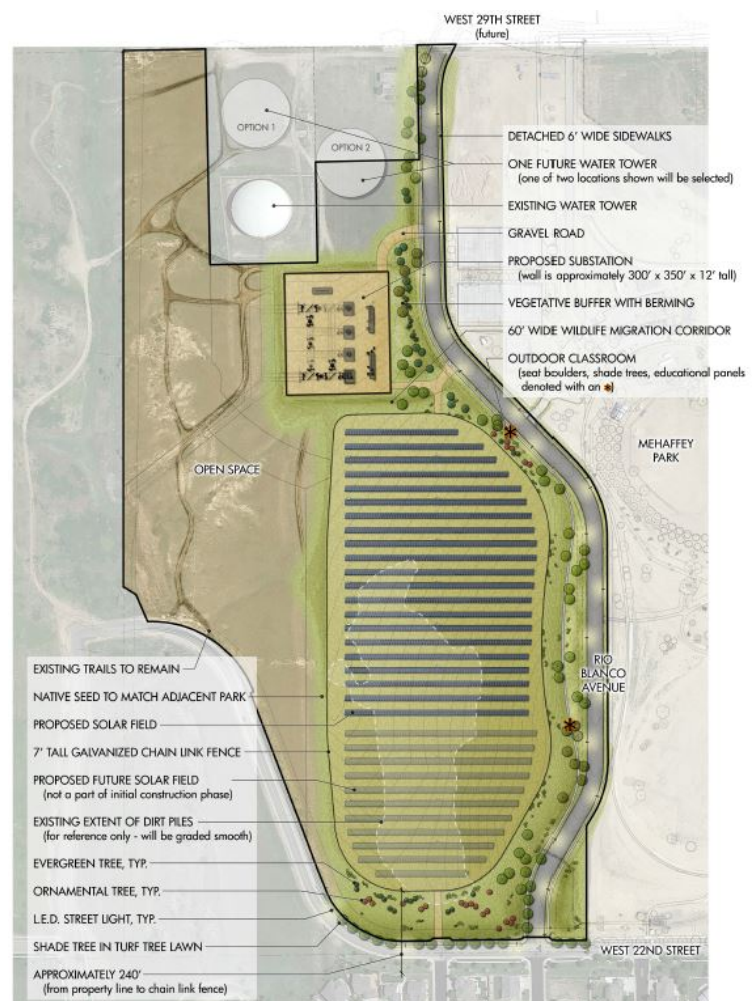 WEST 29TH STREET
(future)
OPTION 1
OPTION 2
DETACHED 6' WIDE SIDEWALKS
ONE FUTURE WATER TOWER
(one of two locations shown will be selected)
EXISTING WATER TOWER
GRAVEL ROAD
PROPOSED SUBSTATION
(wall is approximately 300' x 350' x 12' tall)
VEGETATIVE BUFFER WITH BERMING
60' WIDE WILDLIFE MIGRATION CORRIDOR
OUTDOOR CLASSROOM
(seat boulders, shade trees, educational panels
denoted with an *)
MEHAFFEY
PARK
OPEN SPACE
RIO
BLANCO
AVENUE
EXISTING TRAILS TO REMAIN
NATIVE SEED TO MATCH ADJACENT PARK
PROPOSED SOLAR FIELD
7' TALL GALVANIZED CHAIN LINK FENCE
PROPOSED FUTURE SOLAR FIELD
(not a part of initial construction phase)
EXISTING EXTENT OF DIRT PILES
(for reference only - will be graded smooth)
EVERGREEN TREE, TYP.
ORNAMENTAL TREE, TYP.
L.E.D. STREET LIGHT, TYP.
SHADE TREE IN TURF TREE LAWN
APPROXIMATELY 240'
(from property line to chain link fence)
WEST 22ND STREET